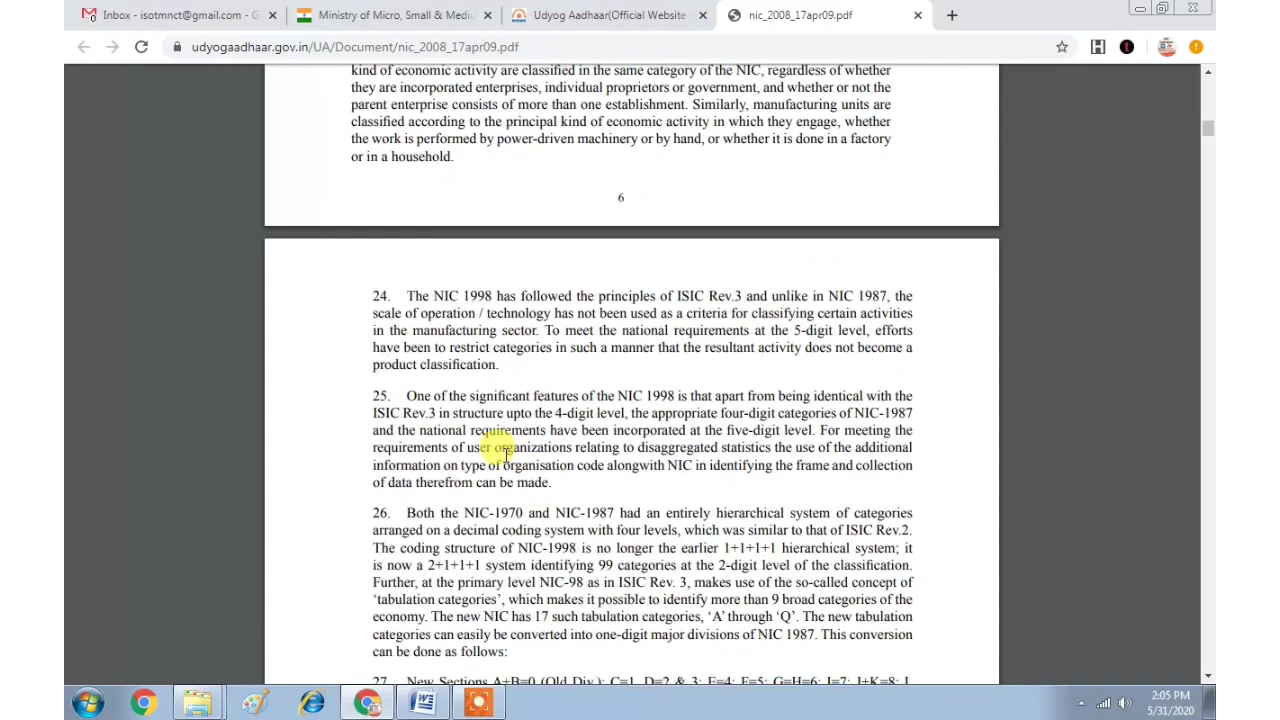 Inbox - isotmnct@gmail.com - G
Ministry of Micro, Small & Mediu
Udyog Aadhaar(Official Website
nic_2008_17apr09.pdf
udyogaadhaar.gov.in/UA/Document/nic_2008_17apr09.pdf
kind of economic activity are classified in the same category of the NIC, regardless of whether
they are incorporated enterprises, individual proprietors or government, and whether or not the
parent enterprise consists of more than one establishment. Similarly, manufacturing units are
classified according to the principal kind of economic activity in which they engage, whether
the work is performed by power-driven machinery or by hand, or whether it is done in a factory
or in a household.
6
24. The NIC 1998 has followed the principles of ISIC Rev.3 and unlike in NIC 1987, the
scale of operation / technology has not been used as a criteria for classifying certain activities
in the manufacturing sector. To meet the national requirements at the 5-digit level, efforts
have been to restrict categories in such a manner that the resultant activity does not become a
product classification.
25. One of the significant features of the NIC 1998 is that apart from being identical with the
ISIC Rev.3 in structure upto the 4-digit level, the appropriate four-digit categories of NIC-1987
and the national requirements have been incorporated at the five-digit level. For meeting the
requirements of user organizations relating to disaggregated statistics the use of the additional
information on type of organisation code alongwith NIC in identifying the frame and collection
of data therefrom can be made.
26. Both the NIC-1970 and NIC-1987 had an entirely hierarchical system of categories
arranged on a decimal coding system with four levels, which was similar to that of ISIC Rev.2.
The coding structure of NIC-1998 is no longer the earlier 1+1+1+1 hierarchical system; it
is now a 2+1+1+1 system identifying 99 categories at the 2-digit level of the classification.
Further, at the primary level NIC-98 as in ISIC Rev. 3, makes use of the so-called concept of
‘tabulation categories’, which makes it possible to identify more than 9 broad categories of the
economy. The new NIC has 17 such tabulation categories, ‘A’ through ‘Q’. The new tabulation
categories can easily be converted into one-digit major divisions of NIC 1987. This conversion
can be done as follows:
27. New Sections A+B=0 (Old Div.); C=1, D=2 & 3; E=4; F=5; G=H=6; I=7; J+K=8; L
2:05 PM
5/31/2020